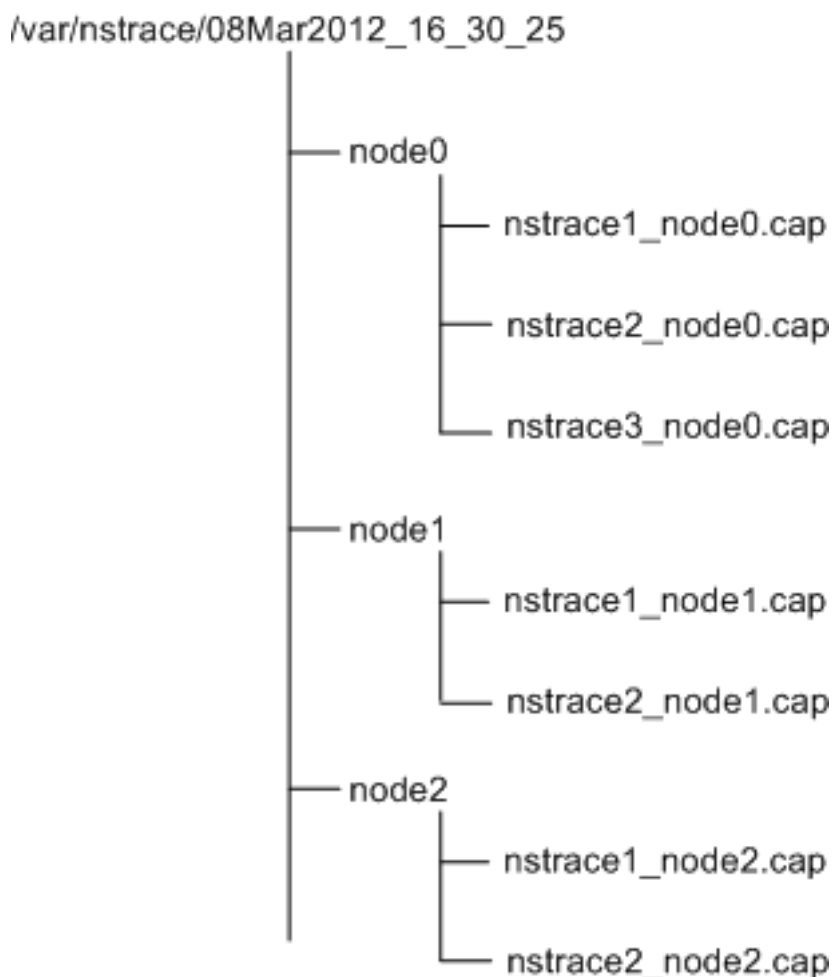 /var/nstrace/08Mar2012_16_30_25
node0
nstrace1_node0.cap
nstrace2_node0.cap
nstrace3_node0.cap
node1
nstrace1_node1.cap
nstrace2_node1.cap
node2
nstrace1_node2.cap
nstrace2_node2.cap